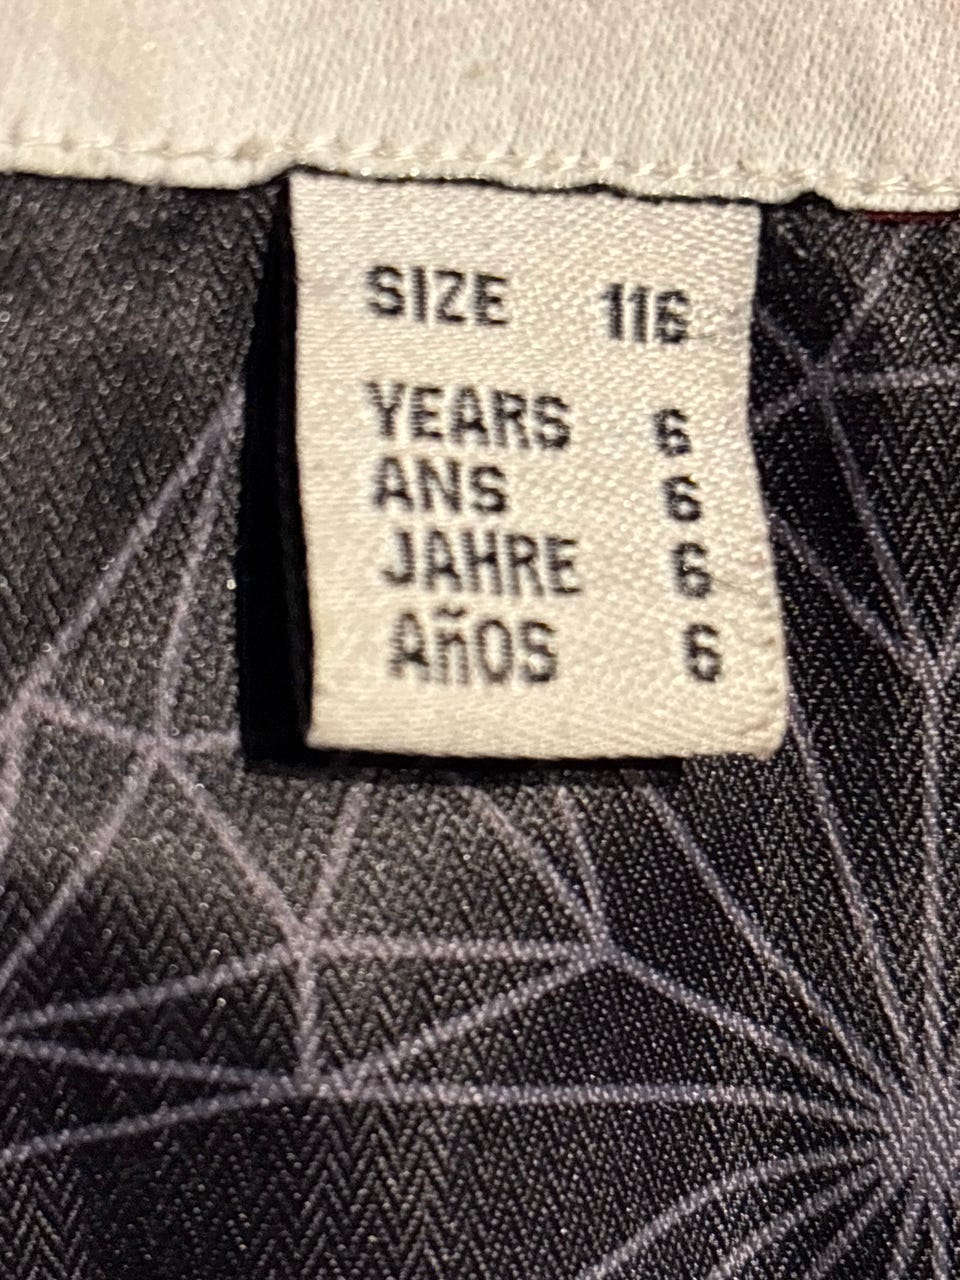 SIZE 116
YEARS 6
ANS 6
JAHRE 6
AñOS 6